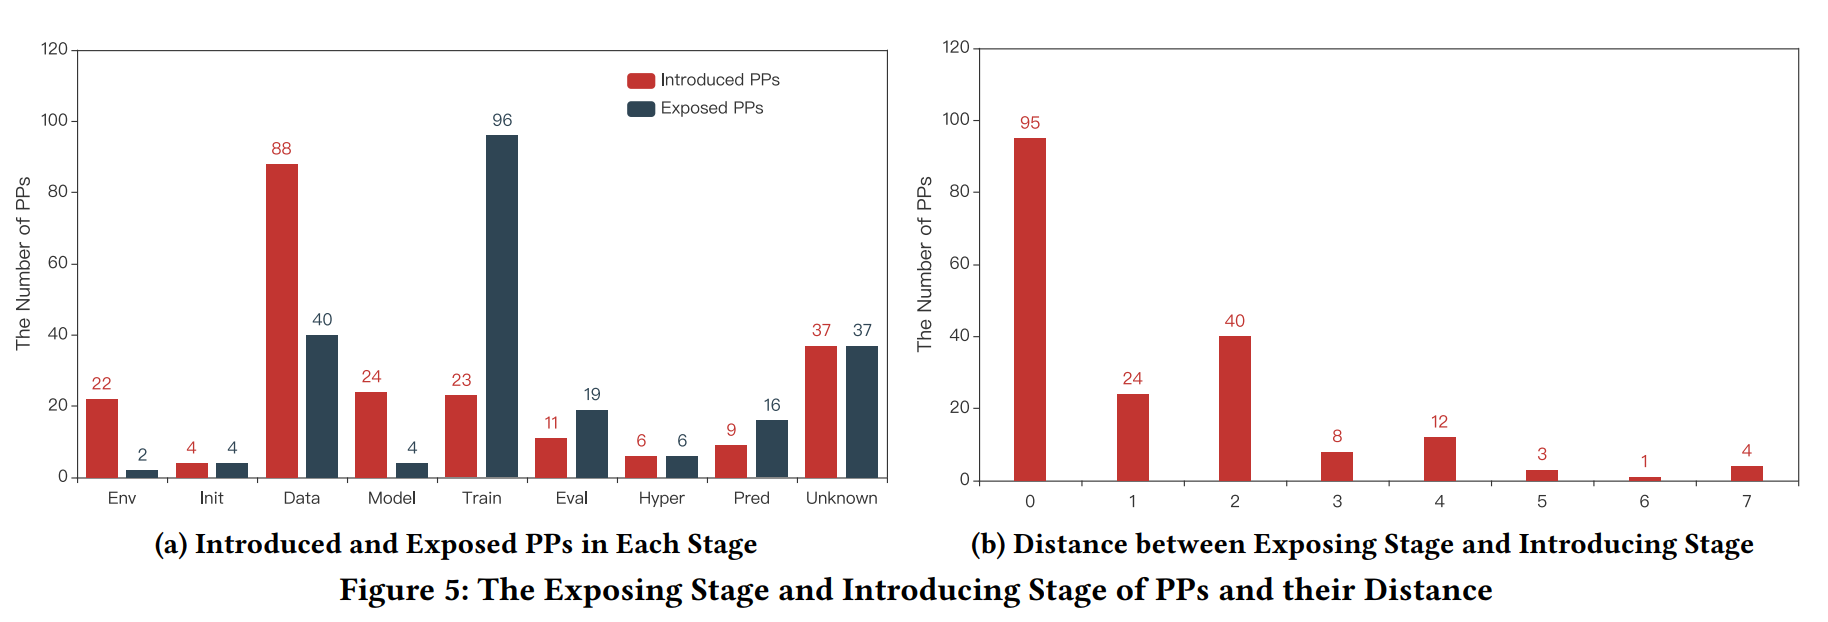 120
100
80
60
40
20
0
The Number of PPs
Introduced PPs
Exposed PPs
22 2 4 4 88 40 24 4 23 96 11 19 6 6 9 16 37 37
Env Init Data Model Train Eval Hyper Pred Unknown
(a) Introduced and Exposed PPs in Each Stage
120
100
80
60
40
20
0
The Number of PPs
95 24 40 8 12 3 1 4
0 1 2 3 4 5 6 7
(b) Distance between Exposing Stage and Introducing Stage
Figure 5: The Exposing Stage and Introducing Stage of PPs and their Distance